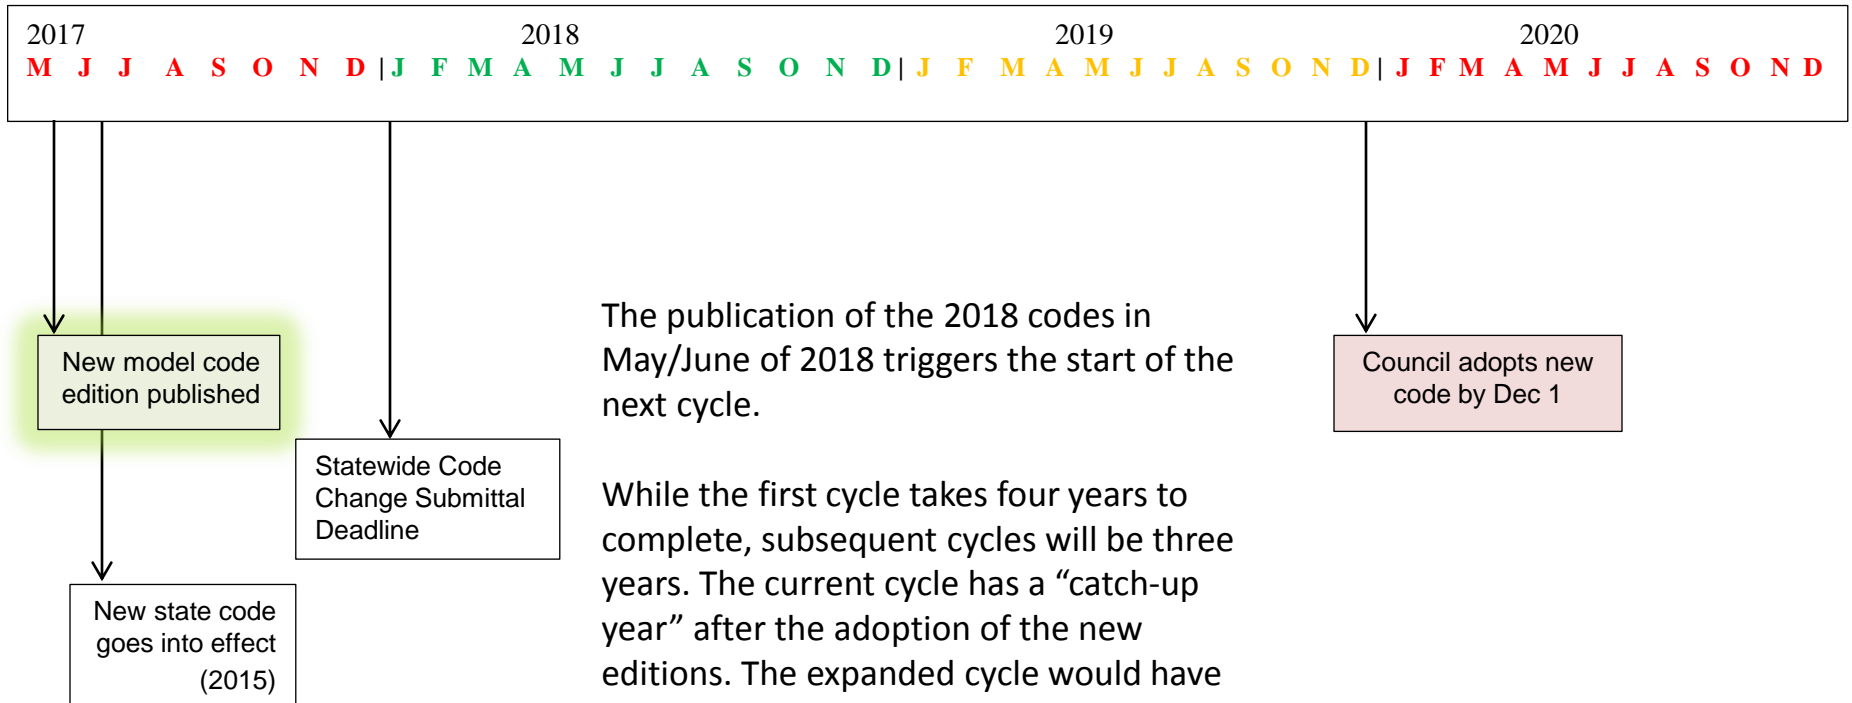 2017 2018 2019 2020
M J J A S O N D | J F M A M J J A S O N D | J F M A M J J A S O N D | J F M A M J J A S O N D
New model code
edition published
New state code
goes into effect
(2015)
Statewide Code
Change Submittal
Deadline
The publication of the 2018 codes in
May/June of 2018 triggers the start of the
next cycle.
While the first cycle takes four years to
complete, subsequent cycles will be three
years. The current cycle has a “catch-up
year” after the adoption of the new
editions. The expanded cycle would have
Council adopts new
code by Dec 1